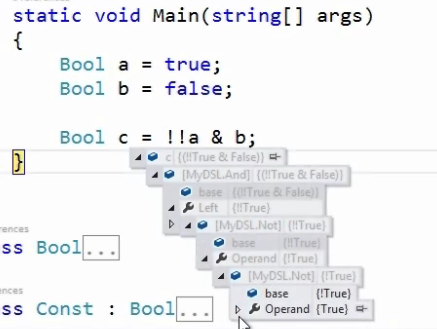 static void Main(string[] args)
{
Bool a = true;
Bool b = false;
Bool c = !!a & b;
}
c {(!!True & False)}
[MyDSL.And] {(!!True & False)}
base {(!!True & False)}
Left {!!True}
[MyDSL.Not] {!!True}
base {!!True}
Operand {!True}
[MyDSL.Not] {!True}
base {!True}
Operand {True}
rences
ss Bool...
rences
ss Const : Bool...